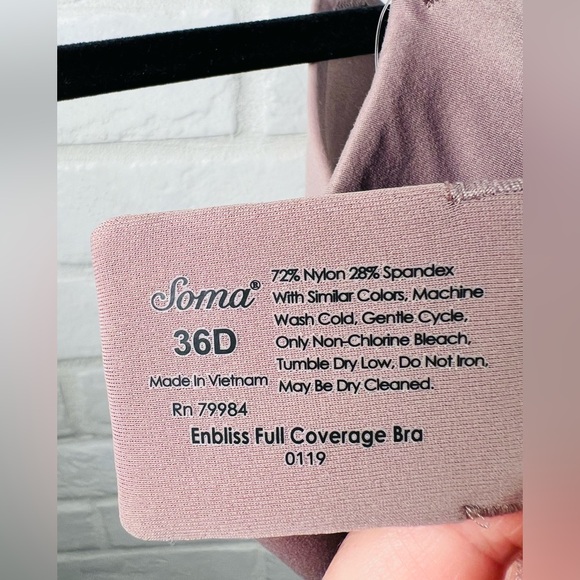 Soma®
36D
Made In Vietnam
Rn 79984
72% Nylon 28% Spandex
With Similar Colors, Machine
Wash Cold, Gentle Cycle,
Only Non-Chlorine Bleach,
Tumble Dry Low, Do Not Iron,
May Be Dry Cleaned.
Enbliss Full Coverage Bra
0119